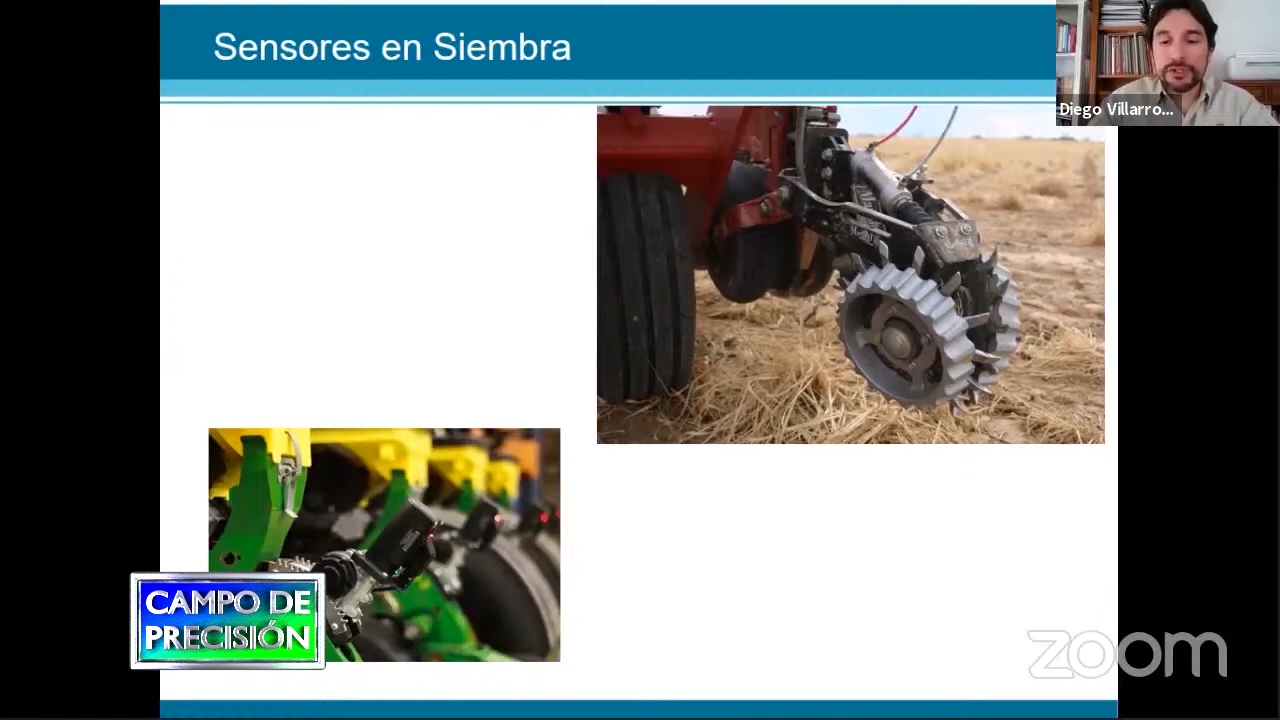 Sensores en Siembra
Diego Villarro...
CAMPO DE
PRECISIÓN
zoom